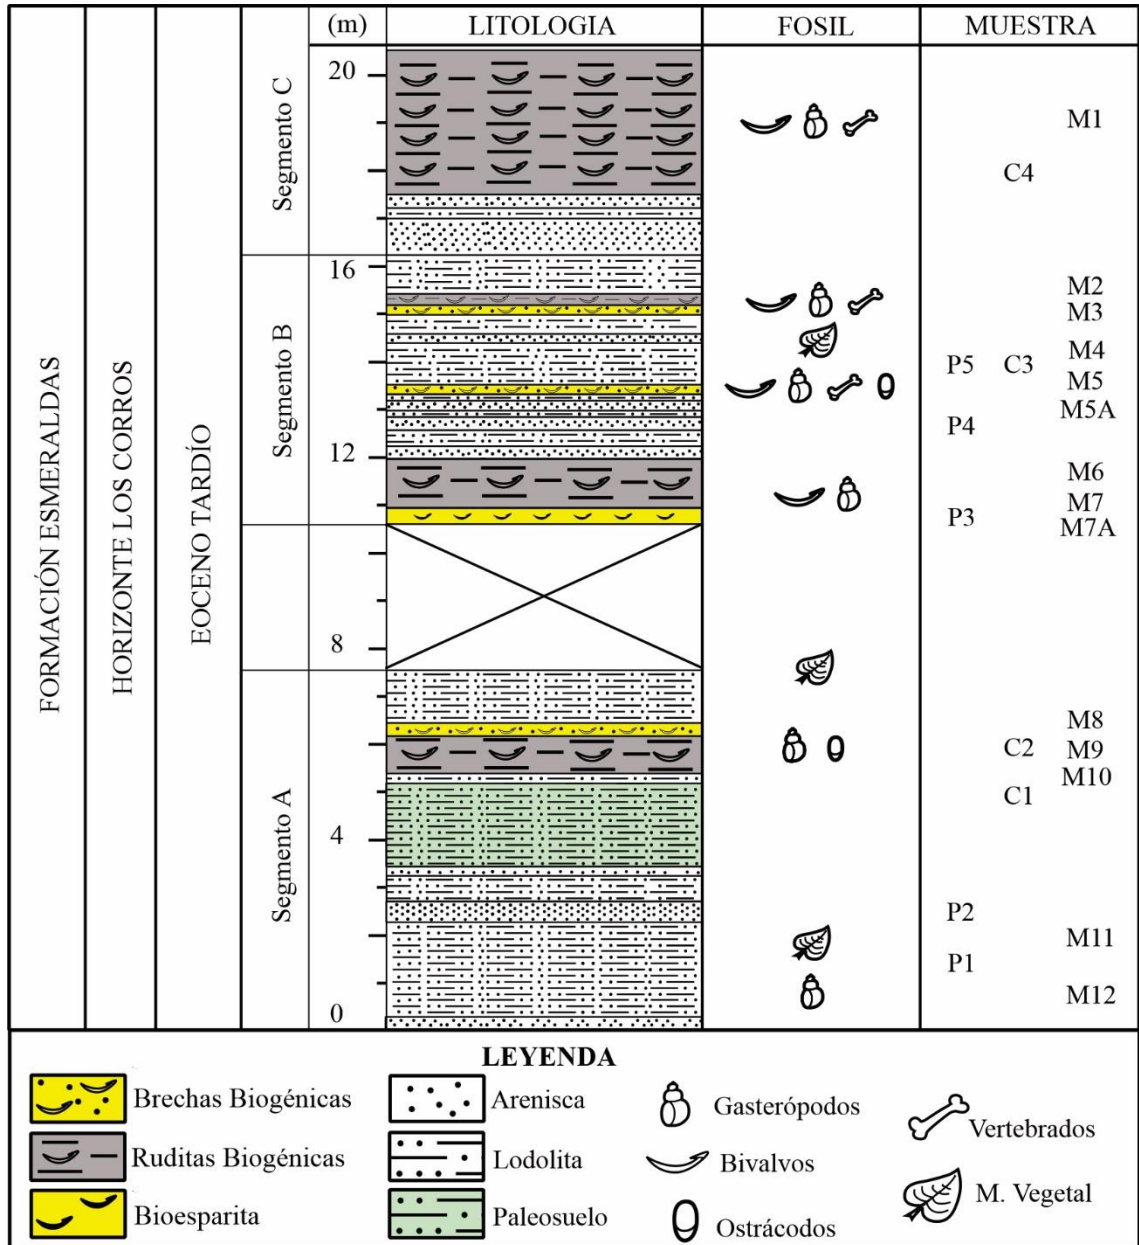 (m) LITOLOGIA FOSIL MUESTRA
FORMACIÓN ESMERALDAS
HORIZONTE LOS CORROS
EOCENO TARDÍO
Segmento C
Segmento B
Segmento A
20
16
12
8
4
0
M1
C4
M2
M3
M4
P5 C3
M5
M5A
P4
M6
M7
P3
M7A
M8
C2 M9
M10
C1
P2
M11
P1
M12
LEYENDA
Brechas Biogénicas
Ruditas Biogénicas
Bioesparita
Arenisca
Lodolita
Paleosuelo
Gasterópodos
Bivalvos
Ostrácodos
Vertebrados
M. Vegetal